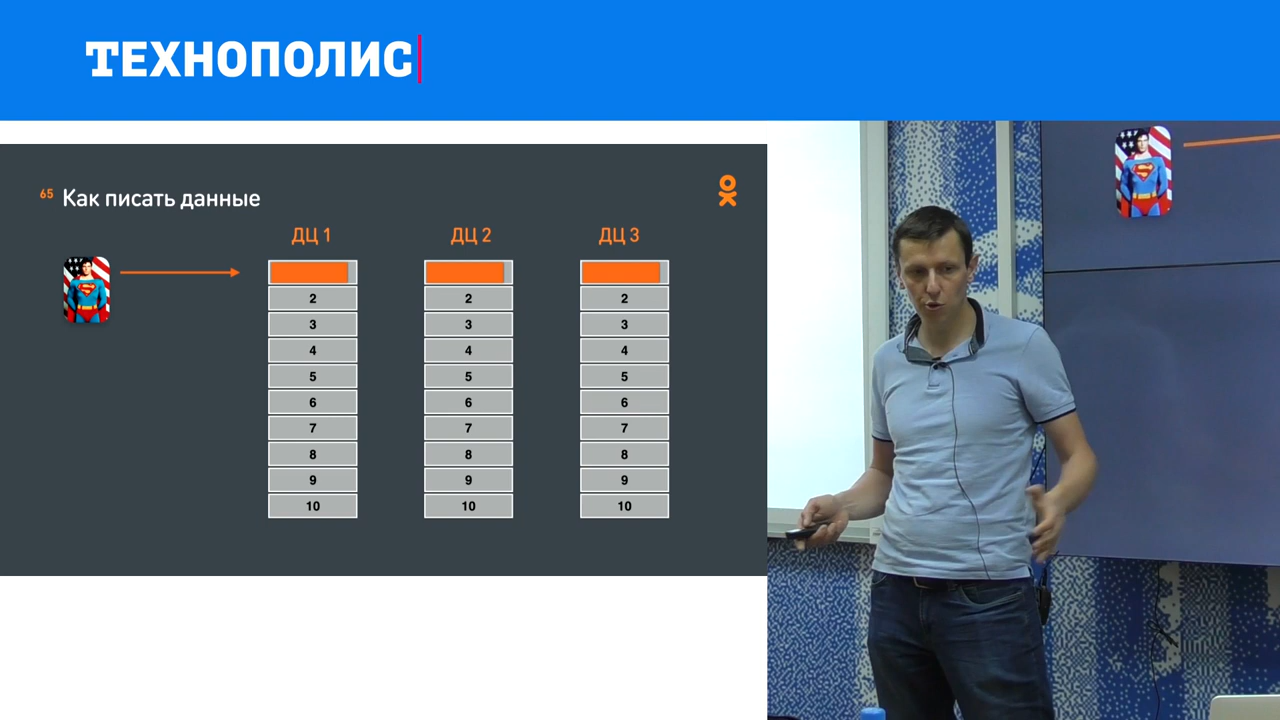 ТЕХНОПОЛИС
65 Как писать данные
ДЦ 1 ДЦ 2 ДЦ 3
2 2 2
3 3 3
4 4 4
5 5 5
6 6 6
7 7 7
8 8 8
9 9 9
10 10 10